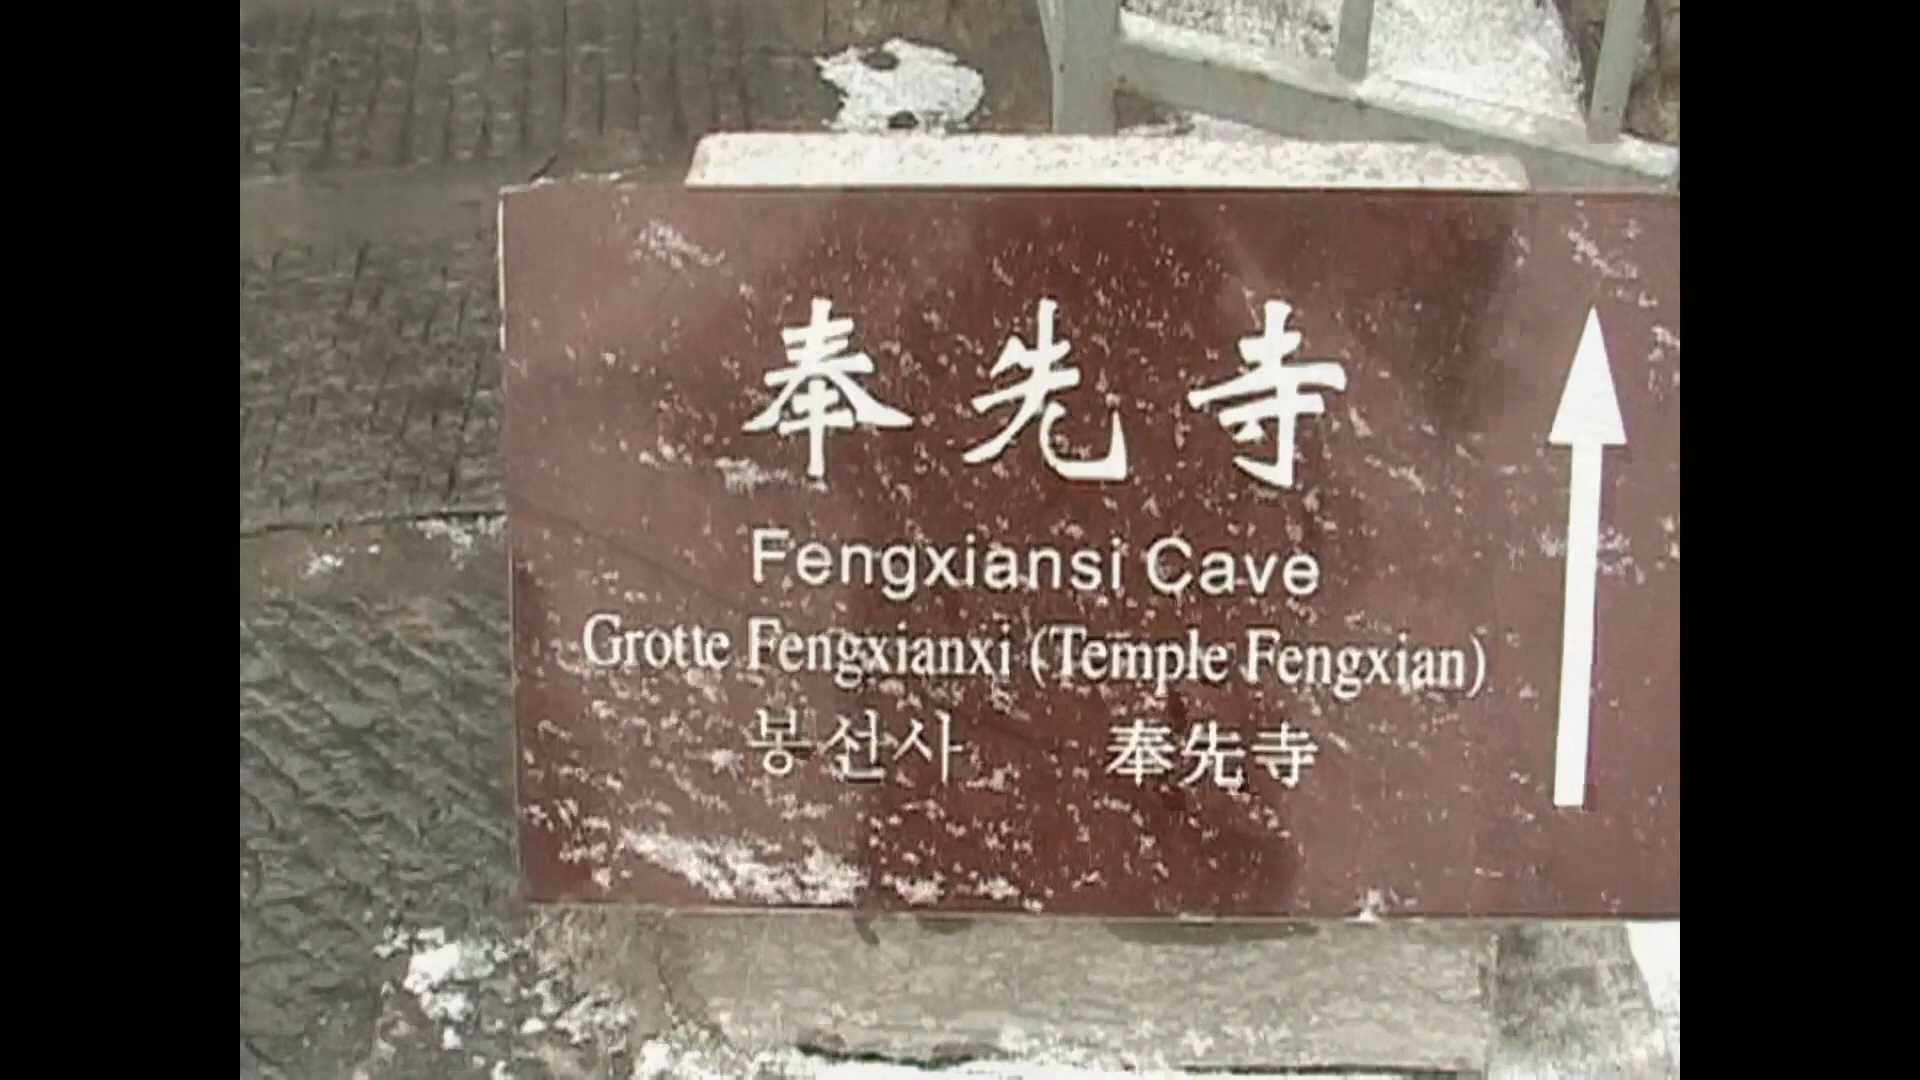 奉先寺
Fengxiansi Cave
Grotte Fengxianxi (Temple Fengxian)
봉선사 奉先寺